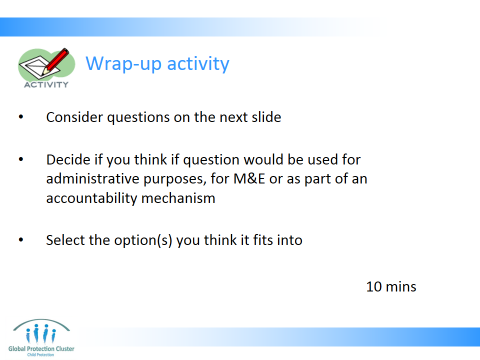 Wrap-up activity
ACTIVITY
• Consider questions on the next slide
• Decide if you think if question would be used for
administrative purposes, for M&E or as part of an
accountability mechanism
• Select the option(s) you think it fits into
10 mins
Global Protection Cluster
Child Protection